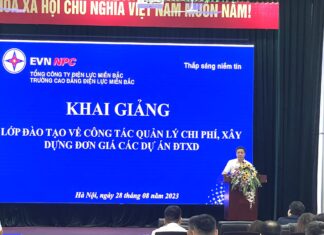 HÒA XÃ HỘI CHỦ NGHĨA VIỆT NAM MUÔN NĂM!
EVN NPC
Thắp sáng niềm tin
TỔNG CÔNG TY ĐIỆN LỰC MIỀN BẮC
TRƯỜNG CAO ĐẲNG ĐIỆN LỰC MIỀN BẮC
KHAI GIẢNG
LỚP ĐÀO TẠO VỀ CÔNG TÁC QUẢN LÝ CHI PHÍ, XÂY
DỰNG ĐƠN GIÁ CÁC DỰ ÁN ĐTXD
Hà Nội, ngày 28 tháng 08 năm 2023